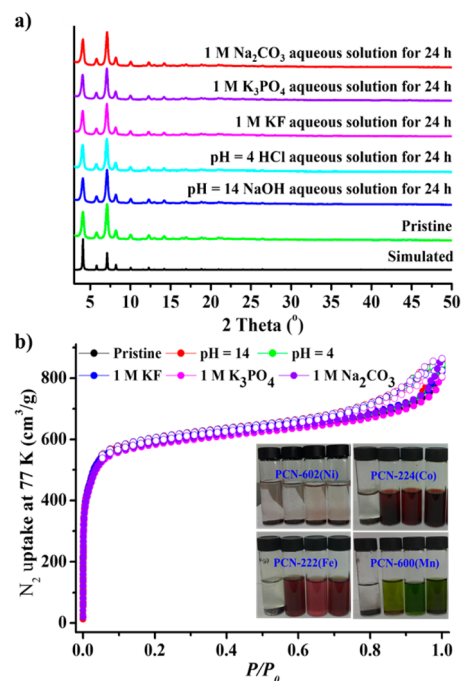 a)
1 M Na₂CO₃ aqueous solution for 24 h
1 M K₃PO₄ aqueous solution for 24 h
1 M KF aqueous solution for 24 h
pH = 4 HCl aqueous solution for 24 h
pH = 14 NaOH aqueous solution for 24 h
Pristine
Simulated
5 10 15 20 25 30 35 40 45 50
2 Theta (°)
b)
Pristine pH = 14 pH = 4
1 M KF 1 M K₃PO₄ 1 M Na₂CO₃
800
600
400
200
0
N₂ uptake at 77 K (cm³/g)
PCN-602(Ni) PCN-224(Co)
PCN-222(Fe) PCN-600(Mn)
0.0 0.2 0.4 0.6 0.8 1.0
P/P₀